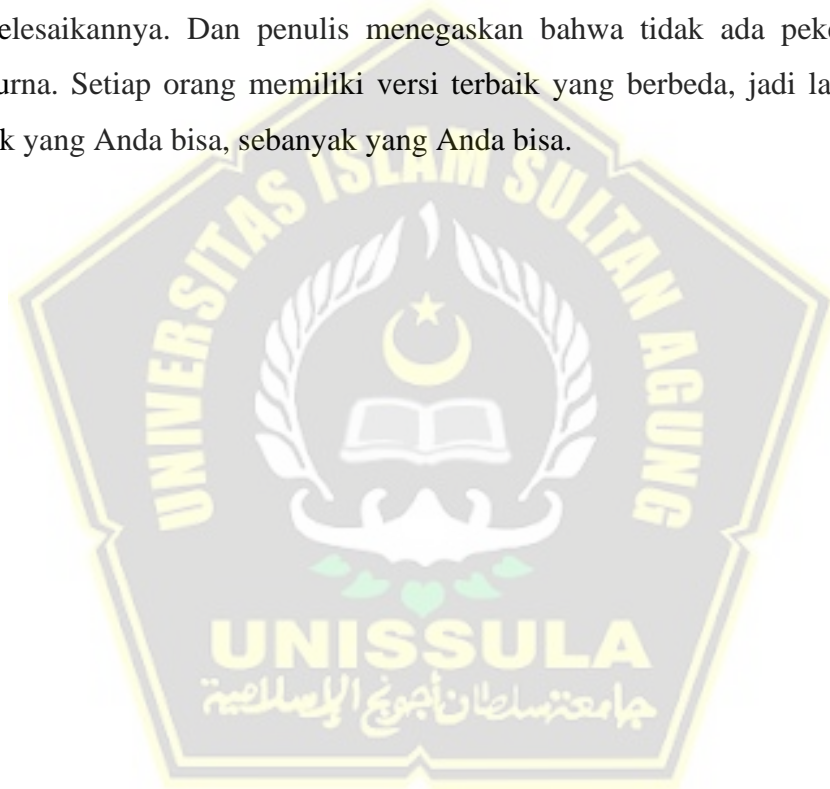 elesaikannya. Dan penulis menegaskan bahwa tidak ada peke
urna. Setiap orang memiliki versi terbaik yang berbeda, jadi la
k yang Anda bisa, sebanyak yang Anda bisa.
UNIVERSITAS ISLAM SULTAN AGUNG
UNISSULA
جامعة سلطان أجونج الإسلامية